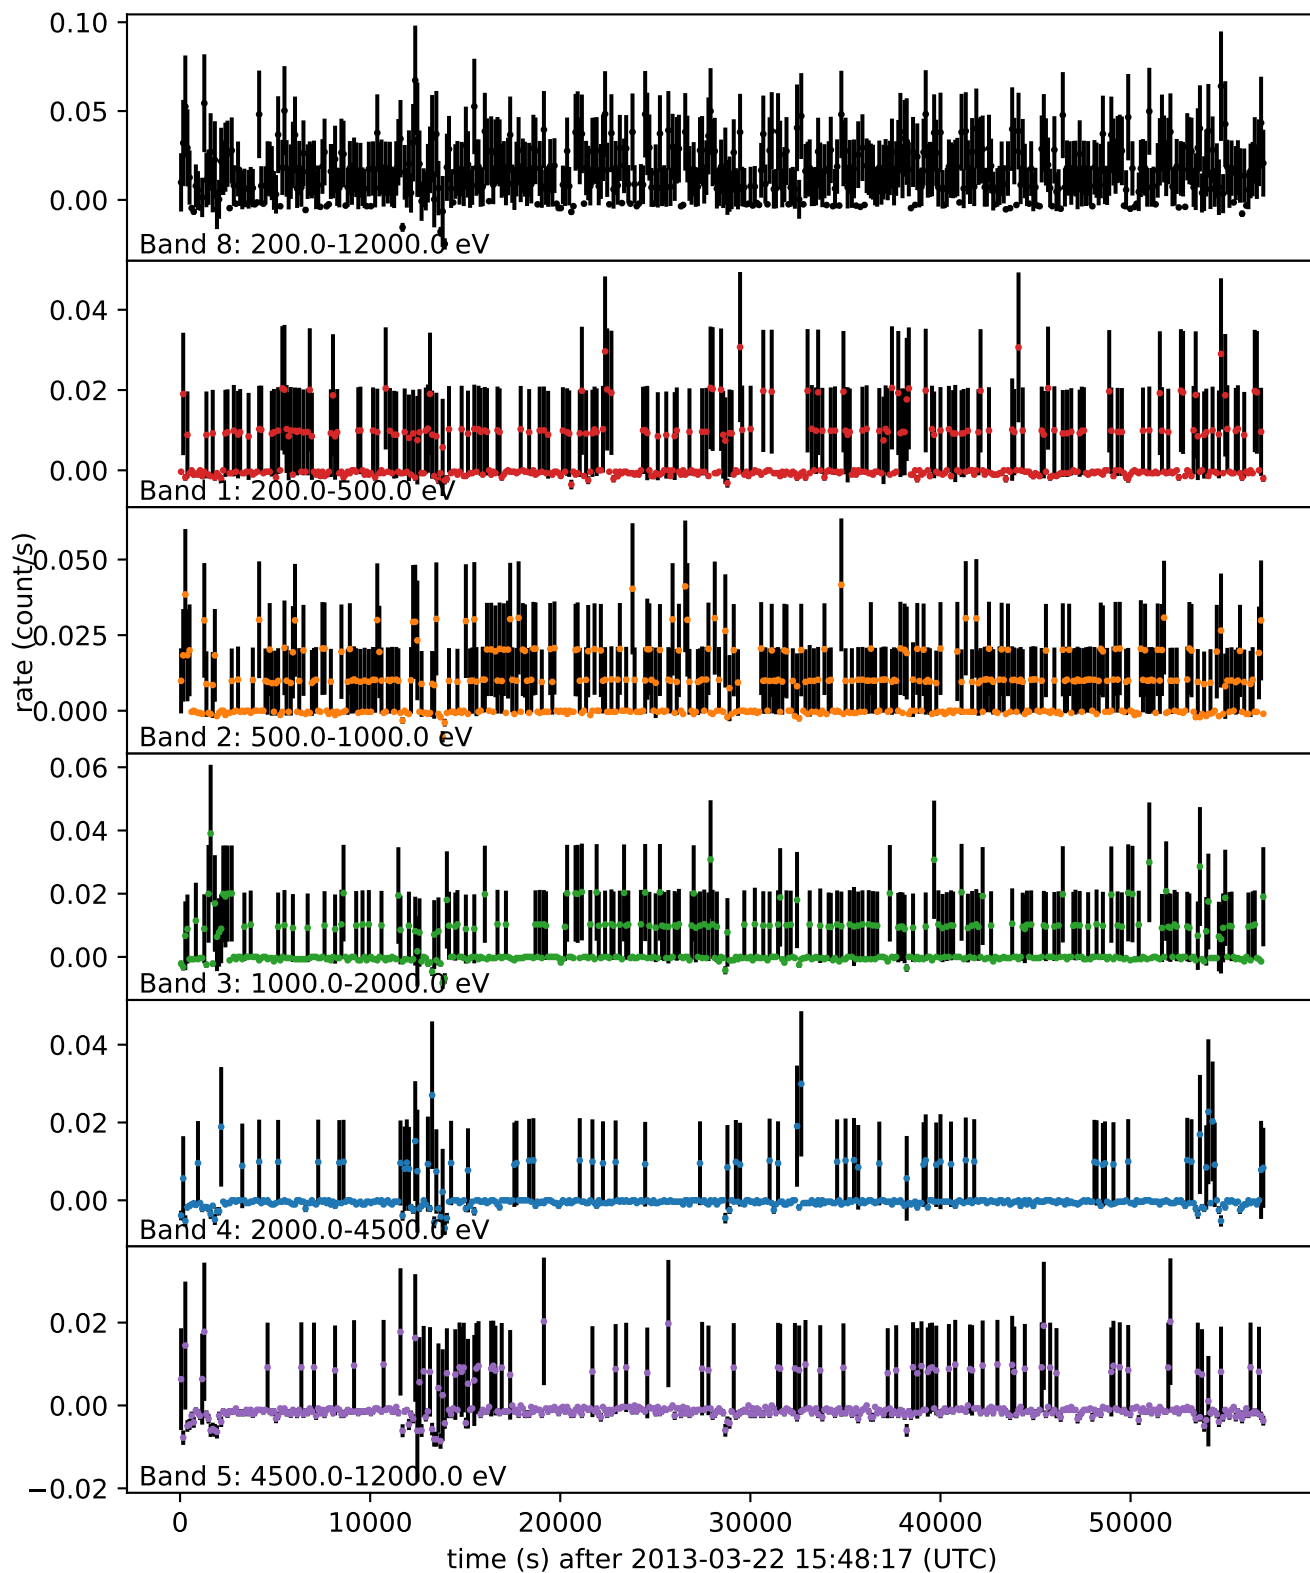 0.10
0.05
0.00
Band 8: 200.0-12000.0 eV
0.04
0.02
0.00
Band 1: 200.0-500.0 eV
rate (count/s)
0.050
0.025
0.000
Band 2: 500.0-1000.0 eV
0.06
0.04
0.02
0.00
Band 3: 1000.0-2000.0 eV
0.04
0.02
0.00
Band 4: 2000.0-4500.0 eV
0.02
0.00
−0.02
Band 5: 4500.0-12000.0 eV
0 10000 20000 30000 40000 50000
time (s) after 2013-03-22 15:48:17 (UTC)